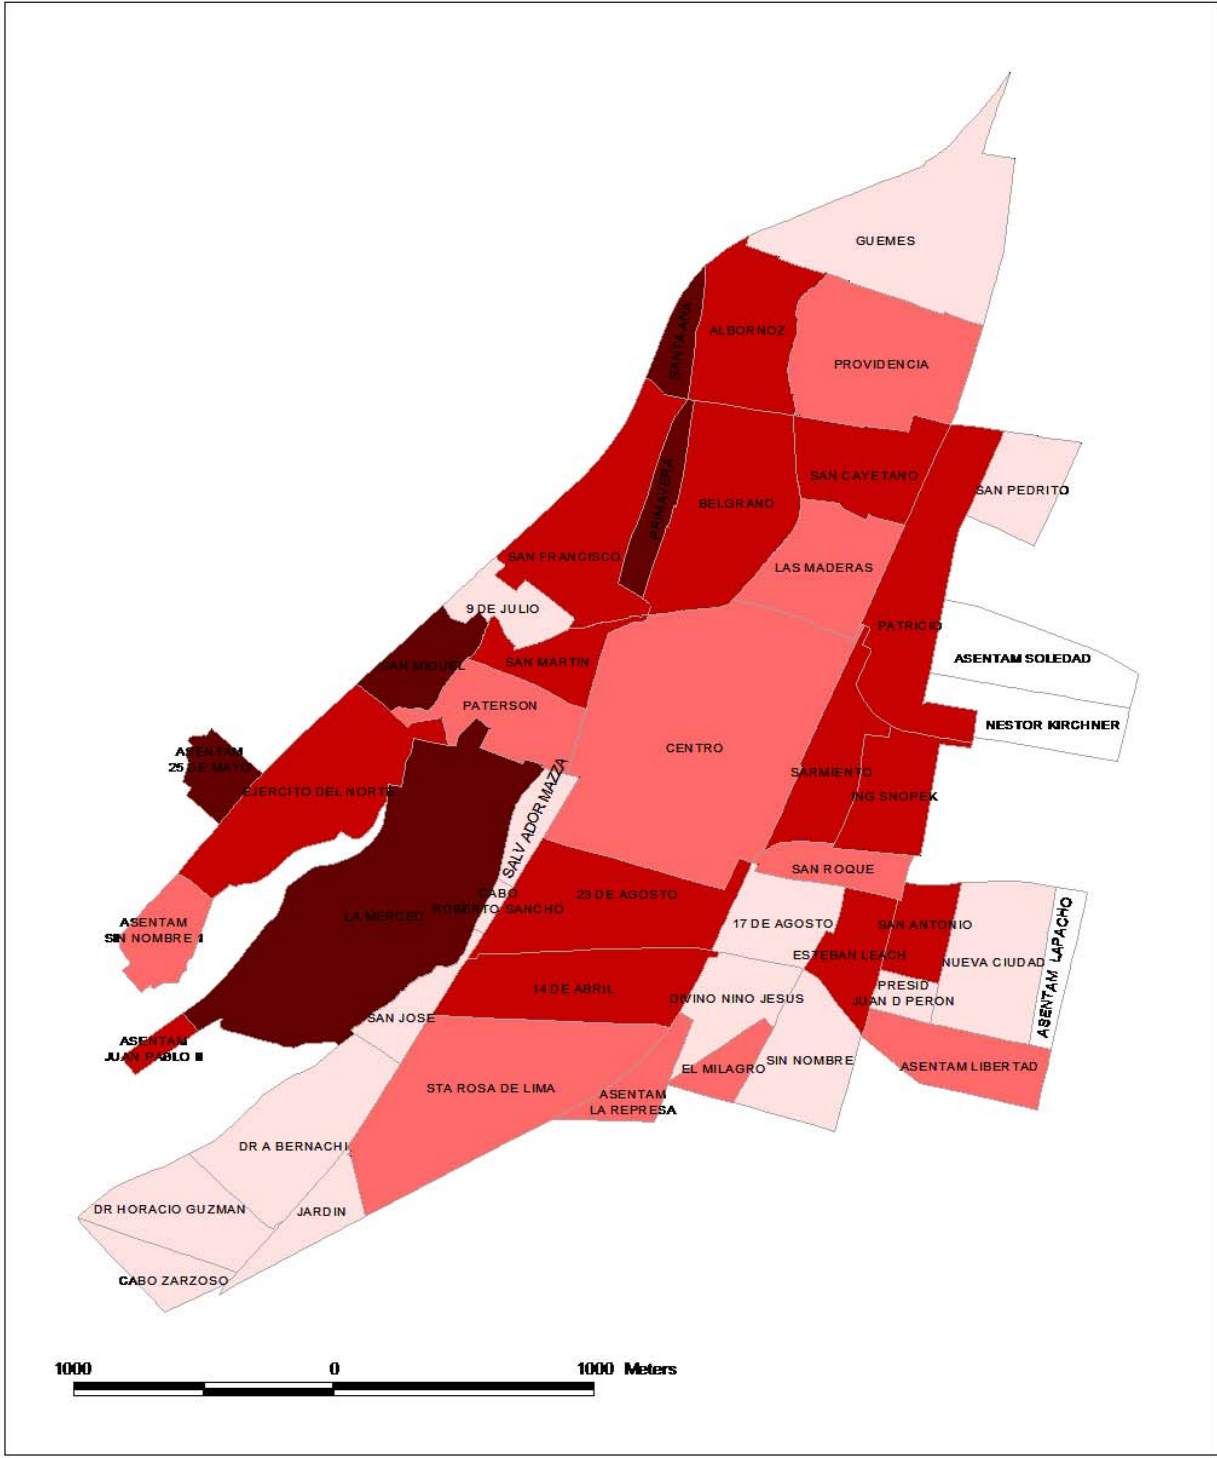 GUEMES
SANTA ANA
ALBORNOZ
PROVIDENCIA
PRIMAVERA
BELGRANO
SAN CAYETANO
SAN PEDRITO
SAN FRANCISCO
LAS MADERAS
9 DE JULIO
PATRICIO
SAN MIGUEL
SAN MARTIN
ASENTAM SOLEDAD
PATERSON
NESTOR KIRCHNER
CENTRO
ASENTAM
25 DE MAYO
EJERCITO DEL NORTE
SALVADOR MAZZA
SARMIENTO
ING SNOPEK
SAN ROQUE
CABO
ROBERTO SANCHO
23 DE AGOSTO
LA MERCED
ASENTAM
SIN NOMBRE 1
17 DE AGOSTO
SAN ANTONIO
ESTEBAN LEACH
NUEVA CIUDAD
ASENTAM LAPACHO
14 DE ABRIL
DIVINO NINO JESUS
PRESID
JUAN D PERON
SAN JOSE
ASENTAM
JUAN PABLO II
STA ROSA DE LIMA
EL MILAGRO
SIN NOMBRE
ASENTAM LIBERTAD
ASENTAM
LA REPRESA
DR A BERNACHI
DR HORACIO GUZMAN
JARDIN
CABO ZARZOSO
1000 0 1000 Meters